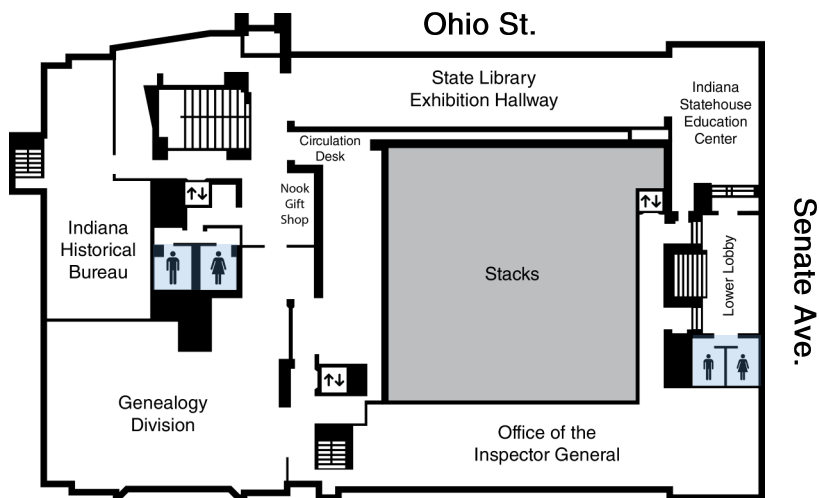 Ohio St.
State Library
Exhibition Hallway
Indiana
Statehouse
Education
Center
Circulation
Desk
Nook
Gift
Shop
Indiana
Historical
Bureau
Stacks
Lower Lobby
Senate Ave.
Genealogy
Division
Office of the
Inspector General